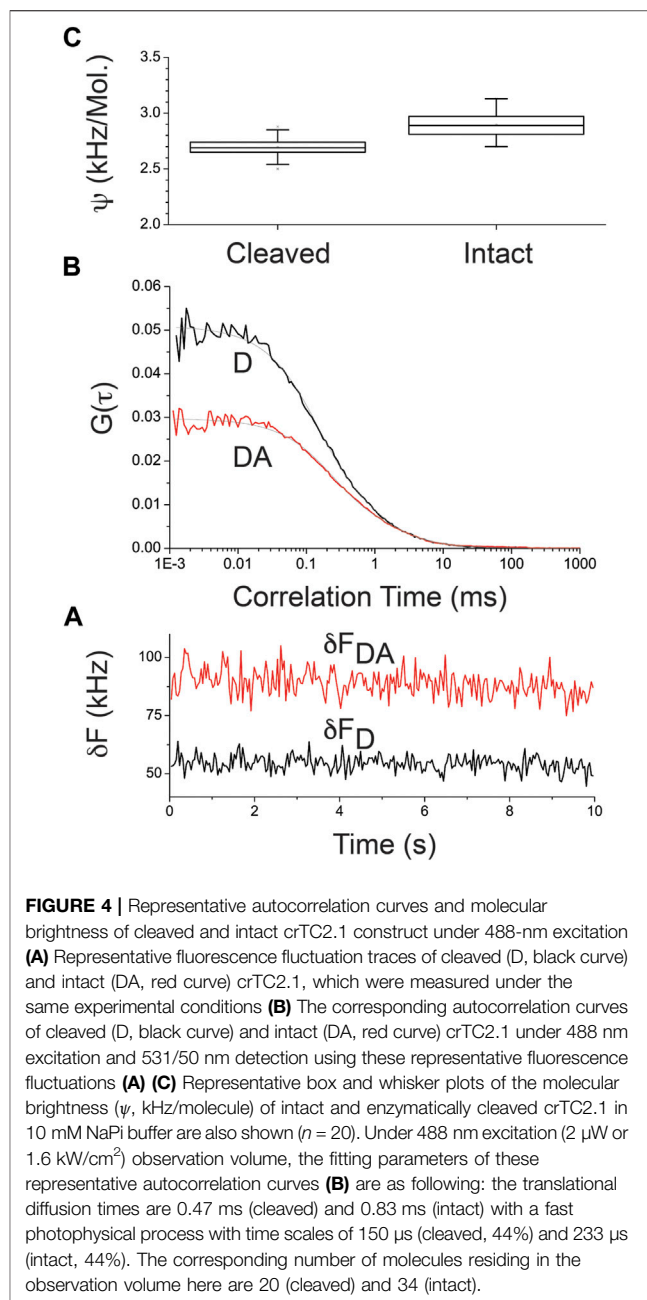 C
ψ (kHz/Mol.)
3.5
3.0
2.5
2.0
Cleaved
Intact
B
G(τ)
0.06
0.05
0.04
0.03
0.02
0.01
0.00
D
DA
1E-3
0.01
0.1
1
10
100
1000
Correlation Time (ms)
A
δF (kHz)
100
75
50
δF_DA
δF_D
0
2
4
6
8
10
Time (s)
FIGURE 4 | Representative autocorrelation curves and molecular
brightness of cleaved and intact crTC2.1 construct under 488-nm excitation
(A) Representative fluorescence fluctuation traces of cleaved (D, black curve)
and intact (DA, red curve) crTC2.1, which were measured under the
same experimental conditions (B) The corresponding autocorrelation curves
of cleaved (D, black curve) and intact (DA, red curve) crTC2.1 under 488 nm
excitation and 531/50 nm detection using these representative fluorescence
fluctuations (A) (C) Representative box and whisker plots of the molecular
brightness (ψ, kHz/molecule) of intact and enzymatically cleaved crTC2.1 in
10 mM NaPi buffer are also shown (n = 20). Under 488 nm excitation (2 μW or
1.6 kW/cm²) observation volume, the fitting parameters of these
representative autocorrelation curves (B) are as following: the translational
diffusion times are 0.47 ms (cleaved) and 0.83 ms (intact) with a fast
photophysical process with time scales of 150 μs (cleaved, 44%) and 233 μs
(intact, 44%). The corresponding number of molecules residing in the
observation volume here are 20 (cleaved) and 34 (intact).